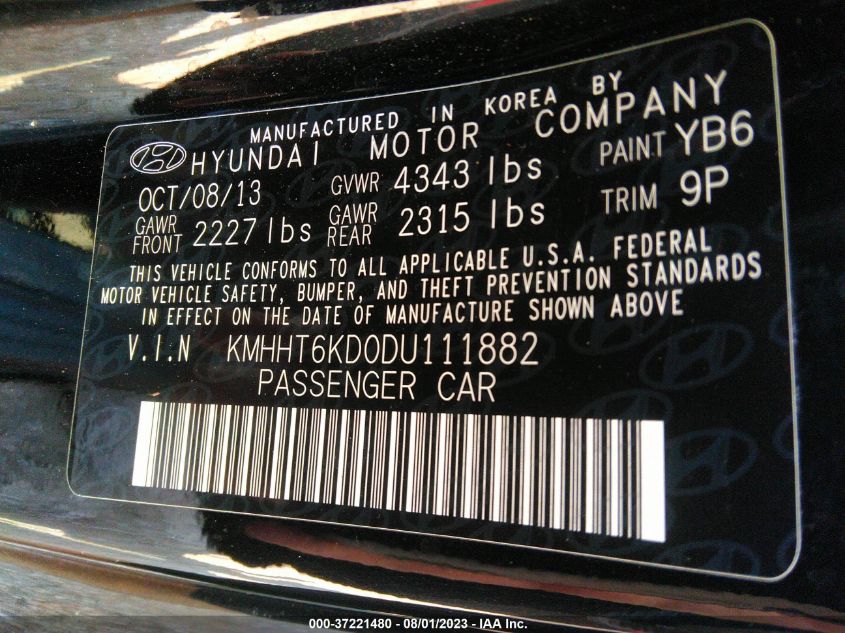 MANUFACTURED IN KOREA BY
HYUNDAI MOTOR COMPANY
OCT/08/13 GVWR 4343 lbs PAINT YB6
GAWR FRONT 2227 lbs GAWR REAR 2315 lbs TRIM 9P
THIS VEHICLE CONFORMS TO ALL APPLICABLE U.S.A. FEDERAL
MOTOR VEHICLE SAFETY, BUMPER, AND THEFT PREVENTION STANDARDS
IN EFFECT ON THE DATE OF MANUFACTURE SHOWN ABOVE
V.I.N KMHHT6KD0DU111882
PASSENGER CAR
000-37221480 - 08/01/2023 - IAA Inc.